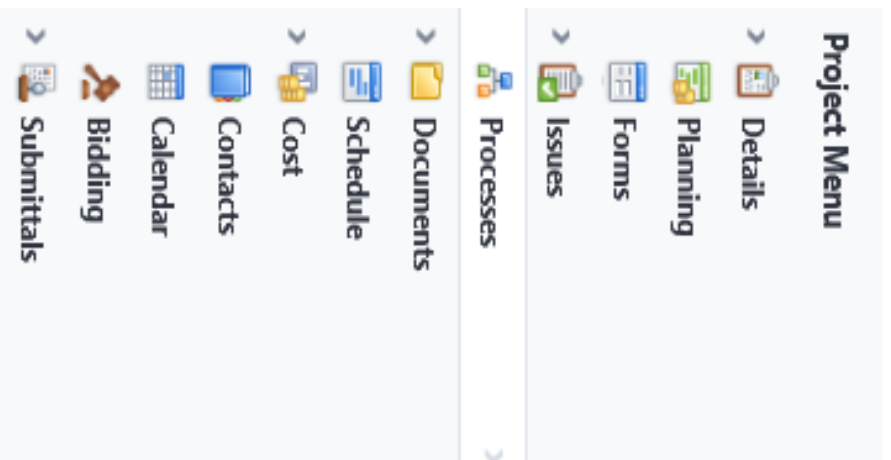 Project Menu
Details
Planning
Forms
Issues
Processes
Documents
Schedule
Cost
Contacts
Calendar
Bidding
Submittals